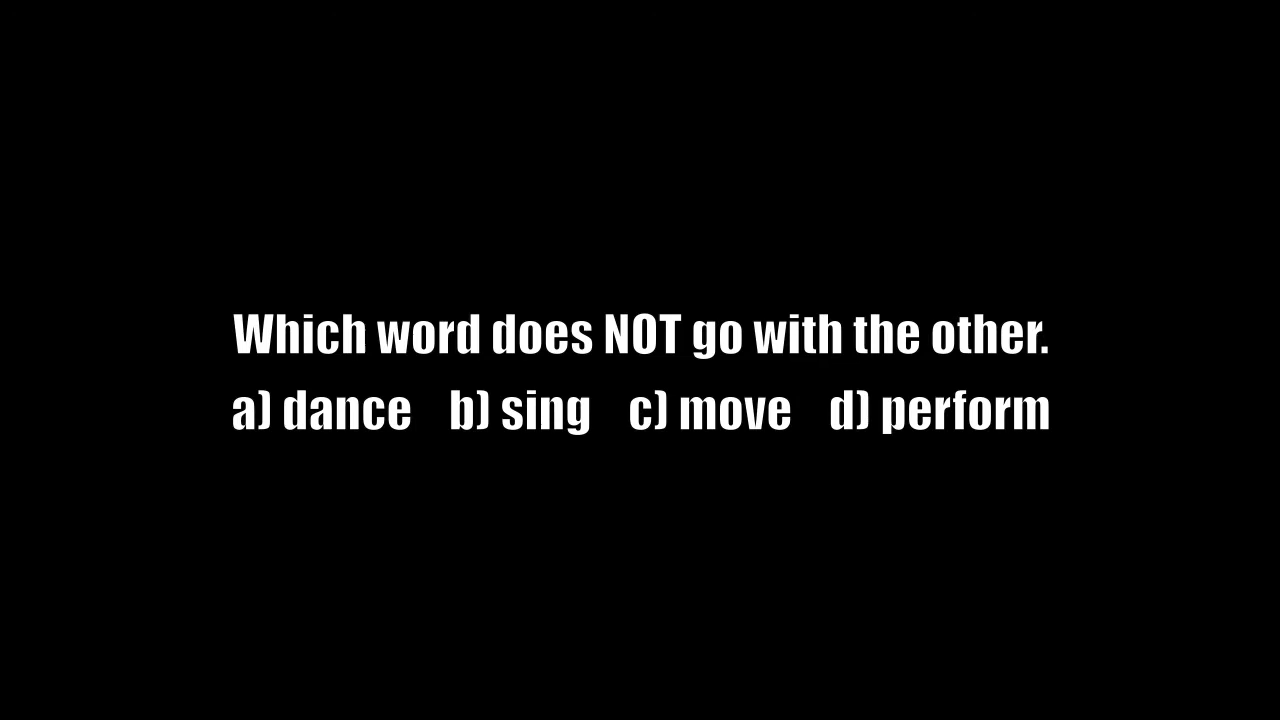 Which word does NOT go with the other.
a) dance b) sing c) move d) perform